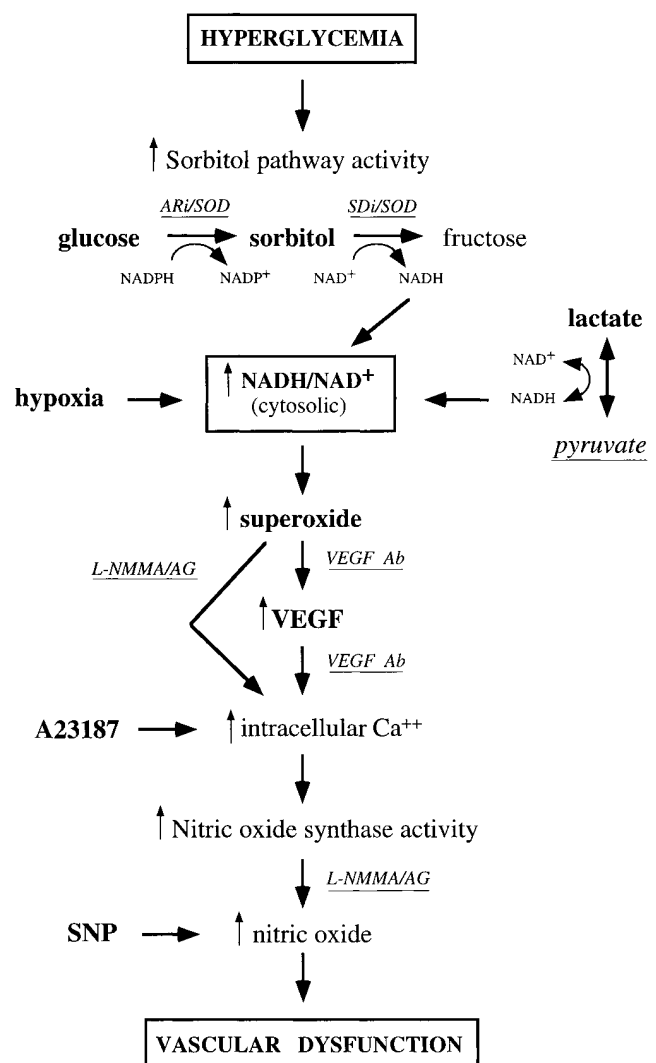 HYPERGLYCEMIA
↑ Sorbitol pathway activity
ARi/SOD SDi/SOD
glucose sorbitol fructose
NADPH NADP+ NAD+ NADH
lactate
NAD+
↑ NADH/NAD+
hypoxia (cytosolic) NADH
pyruvate
↑ superoxide
L-NMMA/AG VEGF Ab
↑ VEGF
VEGF Ab
A23187 ↑ intracellular Ca++
↑ Nitric oxide synthase activity
L-NMMA/AG
SNP ↑ nitric oxide
VASCULAR DYSFUNCTION